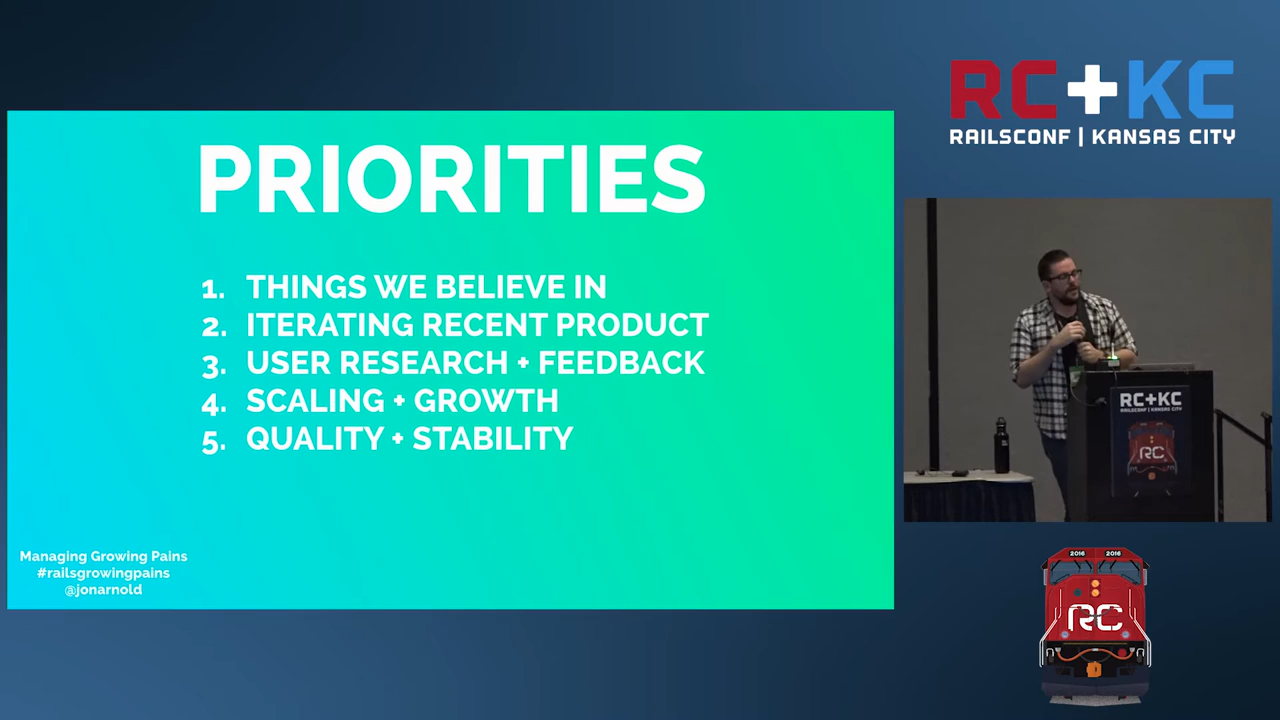 PRIORITIES
1. THINGS WE BELIEVE IN
2. ITERATING RECENT PRODUCT
3. USER RESEARCH + FEEDBACK
4. SCALING + GROWTH
5. QUALITY + STABILITY
Managing Growing Pains
#railsgrowingpains
@jonarnold
RC+KC
RAILSCONF | KANSAS CITY
RC+KC
RAILSCONF | KANSAS CITY
RC
2016 2016
RC